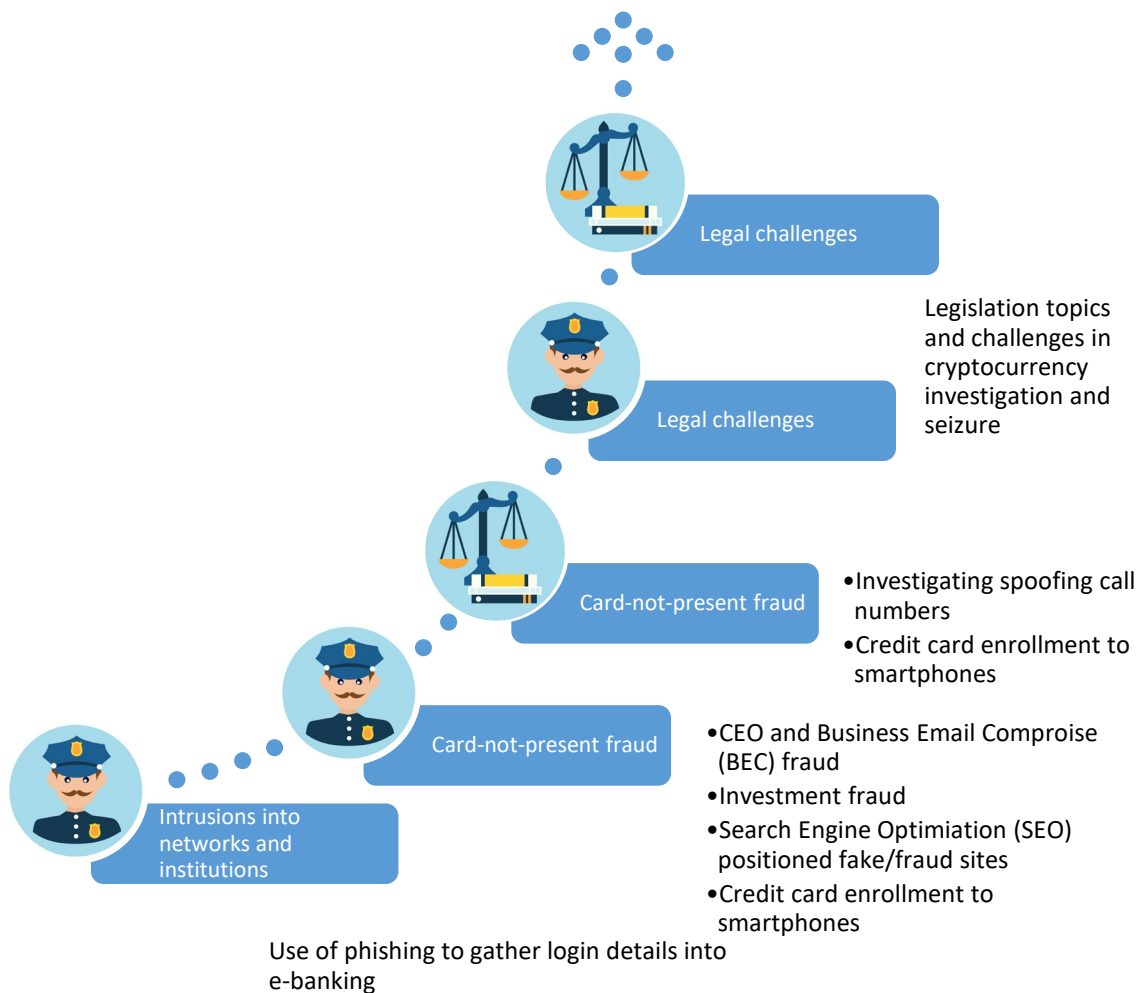 Legal challenges
Legislation topics
and challenges in
cryptocurrency
investigation and
seizure
Legal challenges
Card-not-present fraud
•Investigating spoofing call
numbers
•Credit card enrollment to
smartphones
Card-not-present fraud
•CEO and Business Email Comproise
(BEC) fraud
•Investment fraud
•Search Engine Optimiation (SEO)
positioned fake/fraud sites
•Credit card enrollment to
smartphones
Intrusions into
networks and
institutions
Use of phishing to gather login details into
e-banking